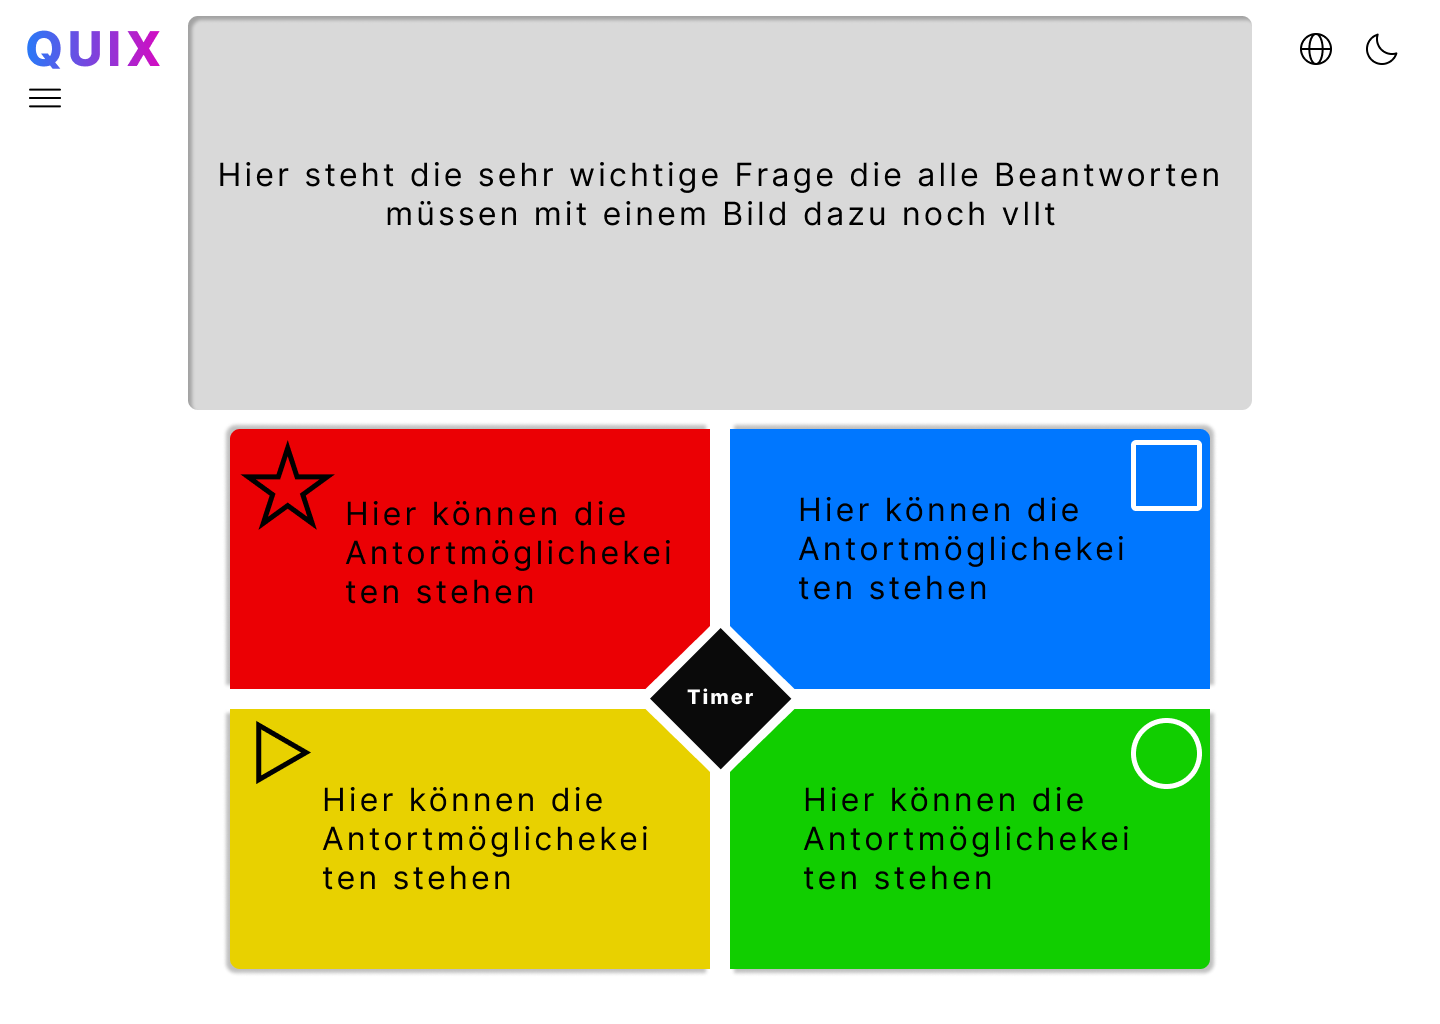 QUIX
Hier steht die sehr wichtige Frage die alle Beantworten
müssen mit einem Bild dazu noch vllt
Hier können die
Antortmöglichekei
ten stehen
Hier können die
Antortmöglichekei
ten stehen
Timer
Hier können die
Antortmöglichekei
ten stehen
Hier können die
Antortmöglichekei
ten stehen